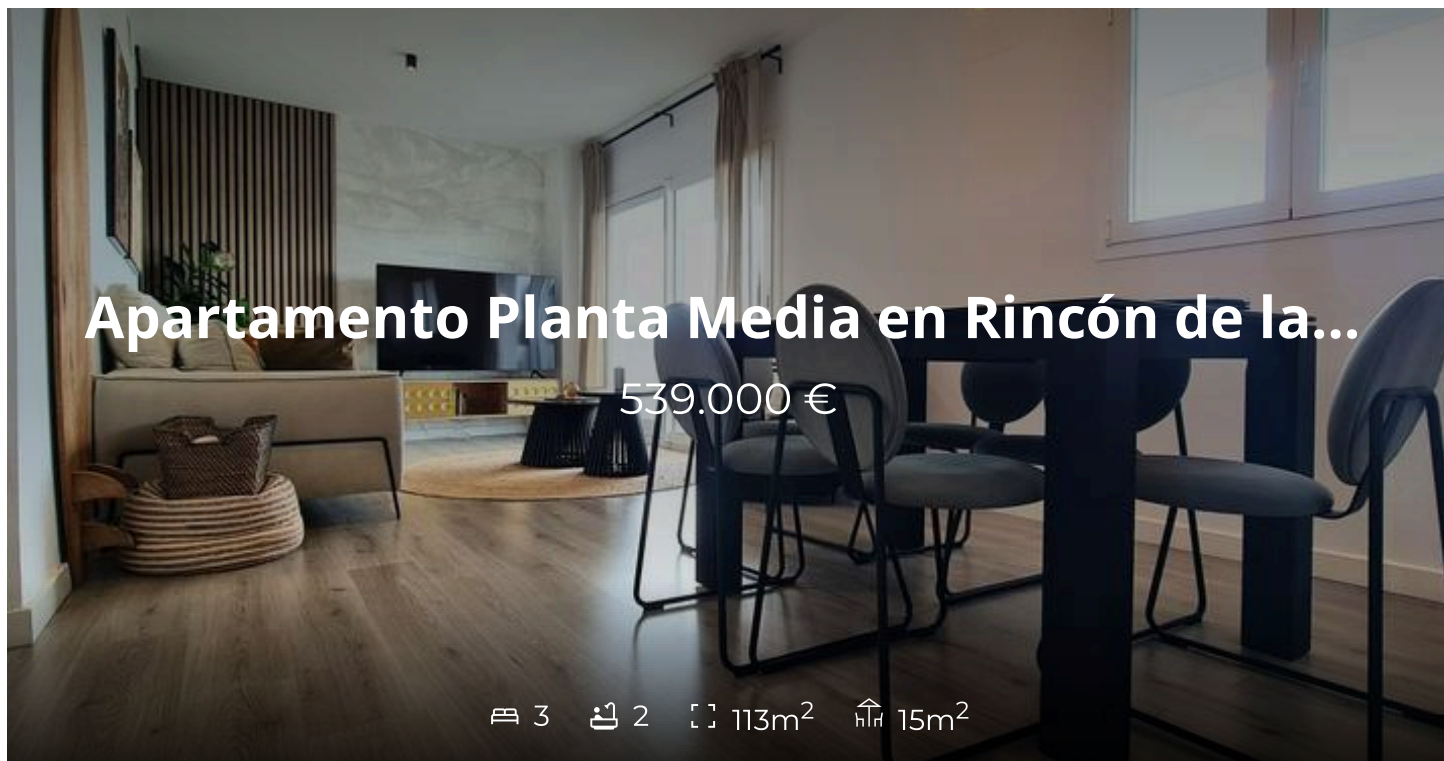 Apartamento Planta Media en Rincón de la...
539.000 €
3 2 113m² 15m²